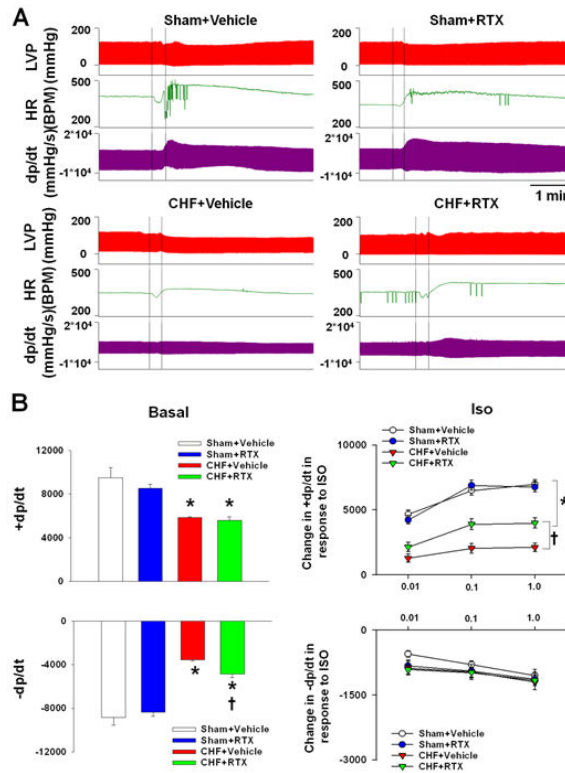 A
Sham+Vehicle
Sham+RTX
LVP (mmHg)
200
0
200
0
HR (BPM)
500
200
500
200
dp/dt (mmHg/s)
2*10⁴
-1*10⁴
2*10⁴
-1*10⁴
1 min
CHF+Vehicle
CHF+RTX
LVP (mmHg)
200
0
200
0
HR (BPM)
500
200
500
200
dp/dt (mmHg/s)
2*10⁴
-1*10⁴
2*10⁴
-1*10⁴
B
Basal
Iso
+dp/dt
12000
8000
4000
0
Sham+Vehicle
Sham+RTX
CHF+Vehicle
CHF+RTX
* *
Change in +dp/dt in
response to ISO
10000
7500
5000
2500
0
Sham+Vehicle
Sham+RTX
CHF+Vehicle
CHF+RTX
*
†
0.01 0.1 1.0
-dp/dt
0
-4000
-8000
-12000
* *
†
Sham+Vehicle
Sham+RTX
CHF+Vehicle
CHF+RTX
Change in -dp/dt in
response to ISO
0.01 0.1 1.0
0
-1500
-3000
Sham+Vehicle
Sham+RTX
CHF+Vehicle
CHF+RTX